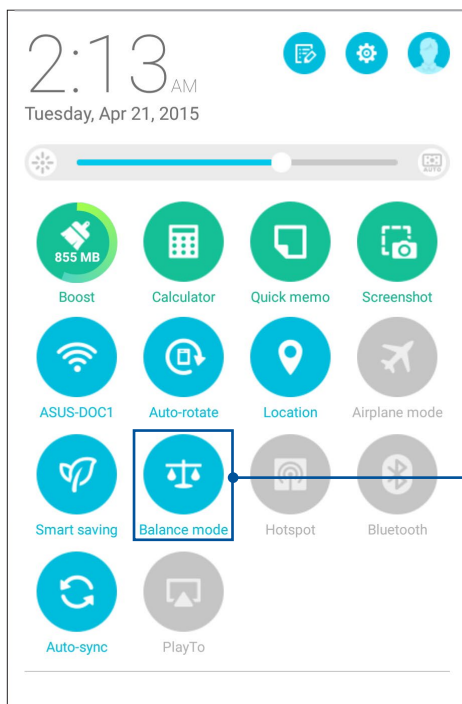 2:13 AM
Tuesday, Apr 21, 2015
AUTO
855 MB
Boost Calculator Quick memo Screenshot
ASUS-DOC1 Auto-rotate Location Airplane mode
Smart saving Balance mode Hotspot Bluetooth
Auto-sync PlayTo